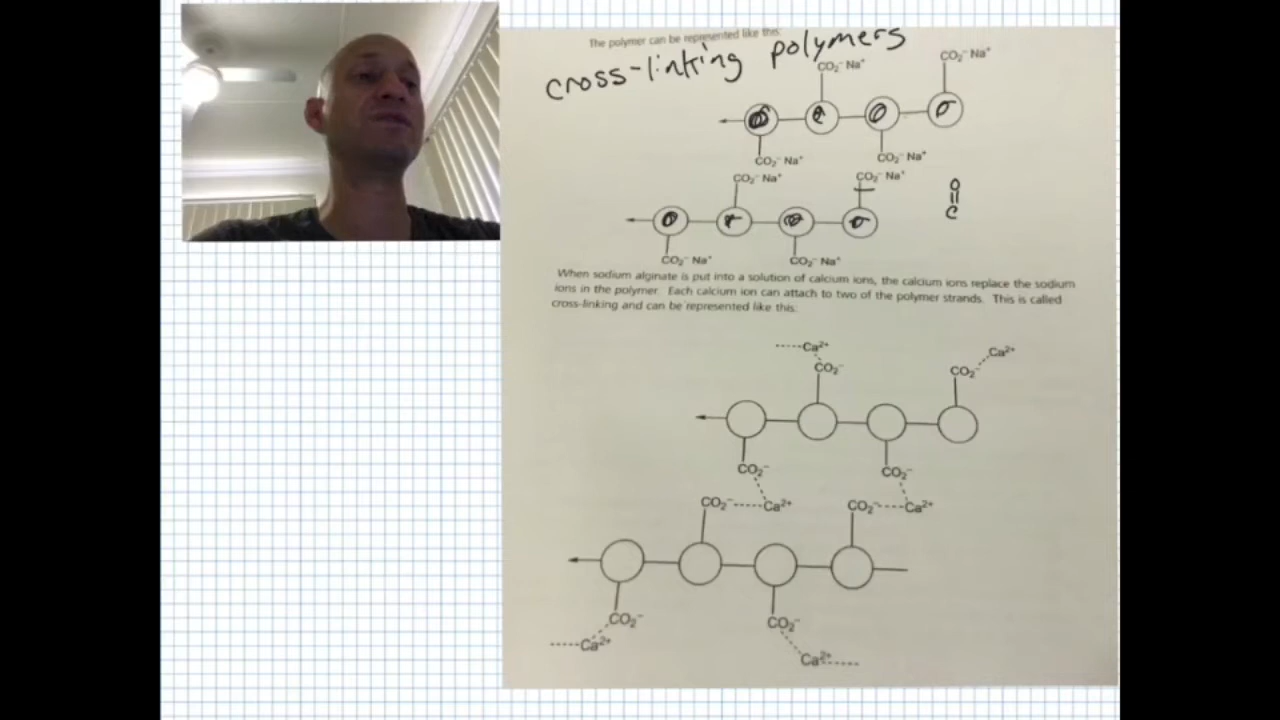 The polymer can be represented like this:
cross-linking polymers
CO₂⁻ Na⁺
CO₂⁻ Na⁺
CO₂⁻ Na⁺
CO₂⁻ Na⁺
CO₂⁻ Na⁺
CO₂⁻ Na⁺
O
||
C
CO₂⁻ Na⁺
CO₂⁻ Na⁺
When sodium alginate is put into a solution of calcium ions, the calcium ions replace the sodium
ions in the polymer. Each calcium ion can attach to two of the polymer strands. This is called
cross-linking and can be represented like this:
Ca²⁺
Ca²⁺
CO₂⁻
CO₂⁻
CO₂⁻
CO₂⁻
CO₂⁻
Ca²⁺
CO₂⁻
Ca²⁺
CO₂⁻
CO₂⁻
Ca²⁺
Ca²⁺